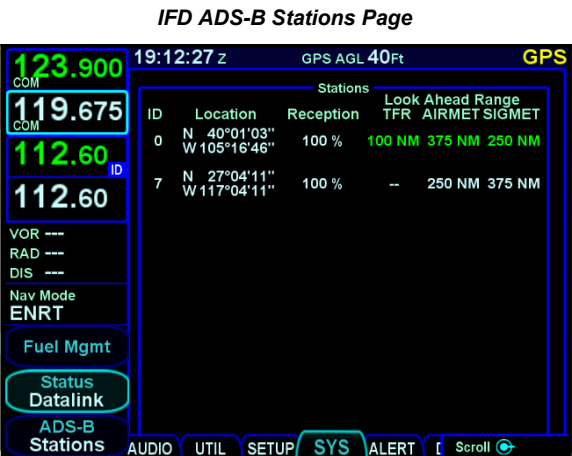 IFD ADS-B Stations Page
123.900
COM
119.675
COM
112.60
ID
112.60
VOR ---
RAD ---
DIS ---
Nav Mode
ENRT
Fuel Mgmt
Status
Datalink
ADS-B
Stations
19:12:27 Z GPS AGL 40Ft GPS
Stations
Look Ahead Range
ID Location Reception TFR AIRMET SIGMET
0 N 40°01'03" W 105°16'46" 100 % 100 NM 375 NM 250 NM
7 N 27°04'11" W 117°04'11" 100 % -- 250 NM 375 NM
AUDIO UTIL SETUP SYS ALERT Scroll